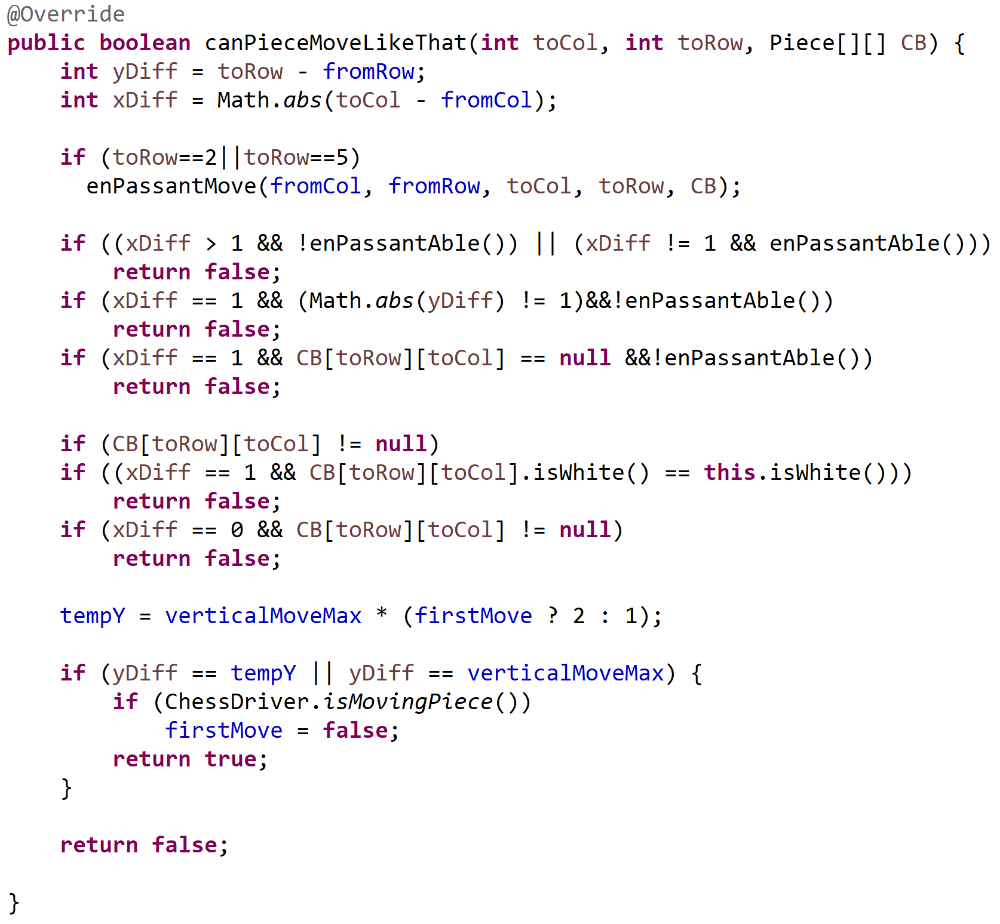 @Override
public boolean canPieceMoveLikeThat(int toCol, int toRow, Piece[][] CB) {
    int yDiff = toRow - fromRow;
    int xDiff = Math.abs(toCol - fromCol);

    if (toRow==2||toRow==5)
      enPassantMove(fromCol, fromRow, toCol, toRow, CB);

    if ((xDiff > 1 && !enPassantAble()) || (xDiff != 1 && enPassantAble()))
        return false;
    if (xDiff == 1 && (Math.abs(yDiff) != 1)&&!enPassantAble())
        return false;
    if (xDiff == 1 && CB[toRow][toCol] == null &&!enPassantAble())
        return false;

    if (CB[toRow][toCol] != null)
    if ((xDiff == 1 && CB[toRow][toCol].isWhite() == this.isWhite()))
        return false;
    if (xDiff == 0 && CB[toRow][toCol] != null)
        return false;

    tempY = verticalMoveMax * (firstMove ? 2 : 1);

    if (yDiff == tempY || yDiff == verticalMoveMax) {
        if (ChessDriver.isMovingPiece())
            firstMove = false;
        return true;
    }

    return false;

}